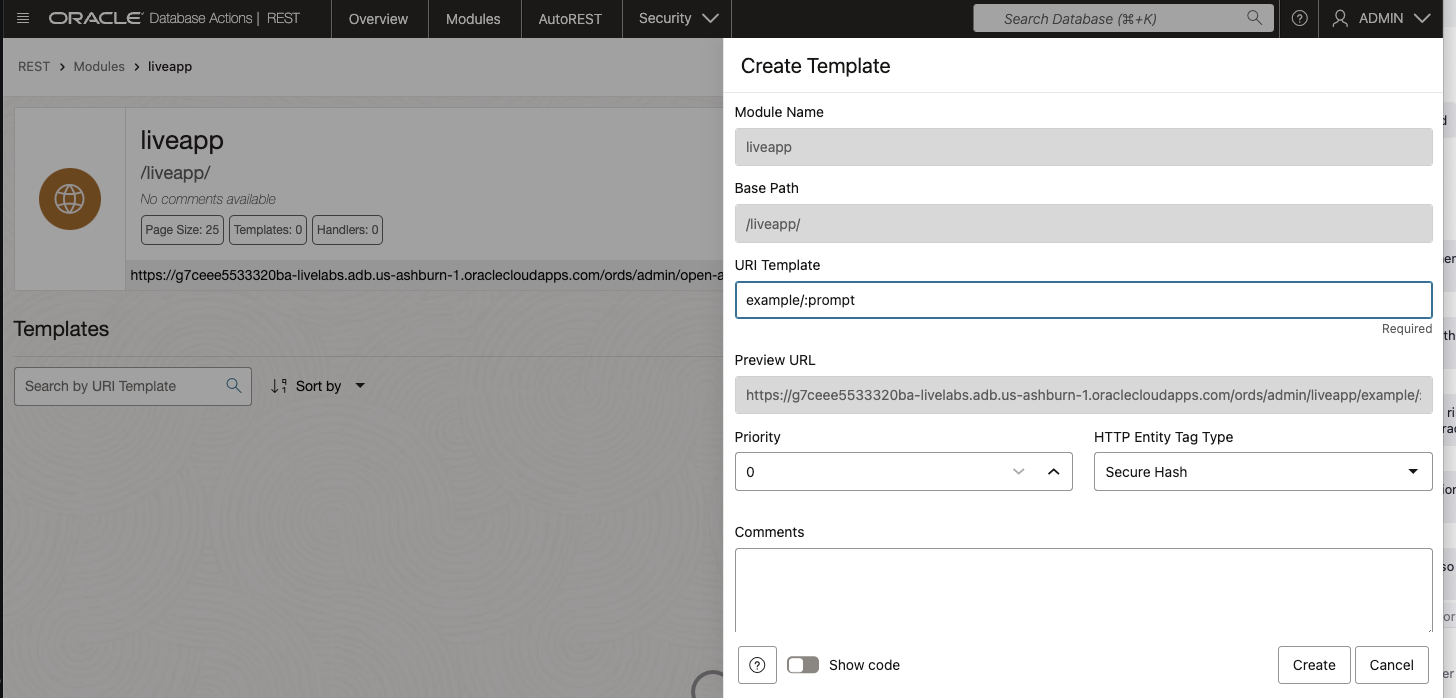 ORACLE Database Actions | REST Overview Modules AutoREST Security Search Database (⌘+K) ADMIN
REST > Modules > liveapp
liveapp
/liveapp/
No comments available
Page Size: 25 Templates: 0 Handlers: 0
https://g7ceee5533320ba-livelabs.adb.us-ashburn-1.oraclecloudapps.com/ords/admin/open-a
Templates
Search by URI Template Sort by
Create Template
Module Name
liveapp
Base Path
/liveapp/
URI Template
example/:prompt
Required
Preview URL
https://g7ceee5533320ba-livelabs.adb.us-ashburn-1.oraclecloudapps.com/ords/admin/liveapp/example/:
Priority HTTP Entity Tag Type
0 Secure Hash
Comments
? Show code Create Cancel